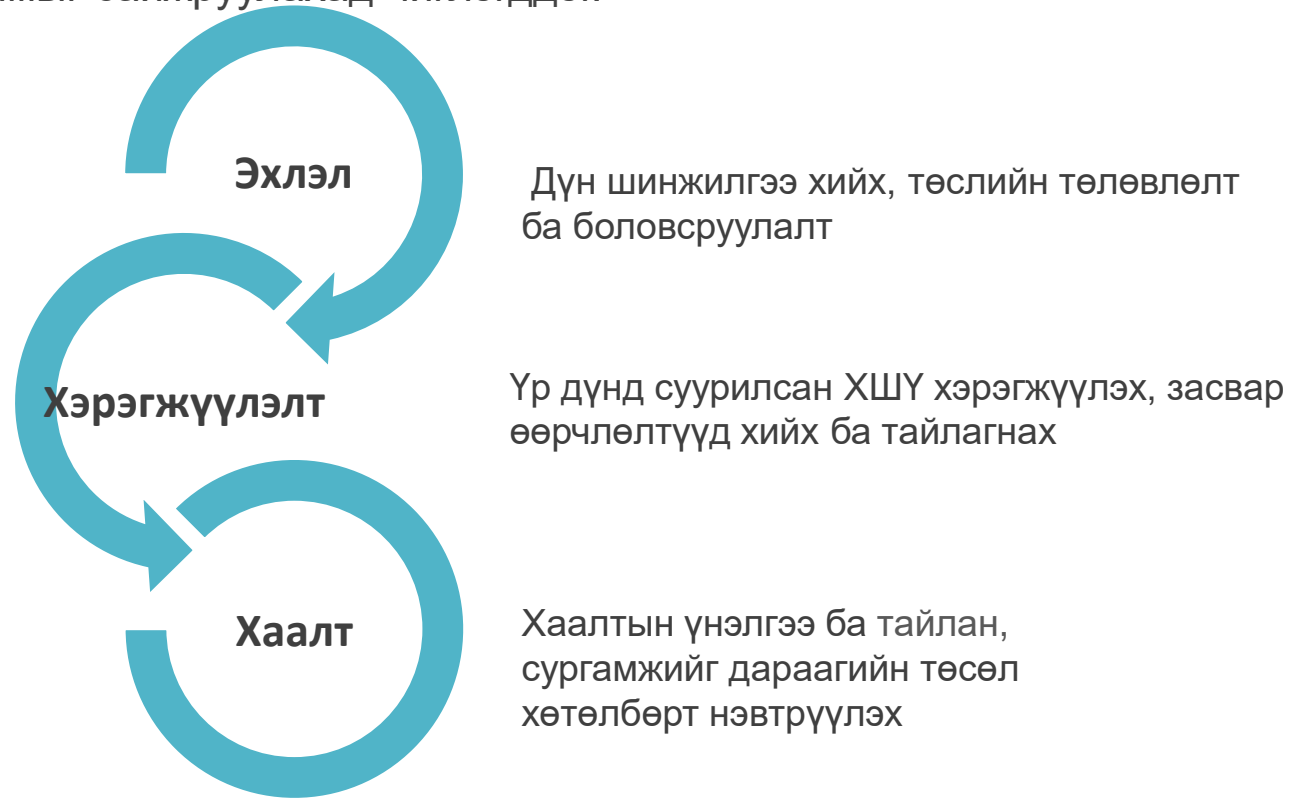 Эхлэл
Дүн шинжилгээ хийх, төслийн төлөвлөлт
ба боловсруулалт
Хэрэгжүүлэлт
Үр дүнд суурилсан ХШҮ хэрэгжүүлэх, засвар
өөрчлөлтүүд хийх ба тайлагнах
Хаалт
Хаалтын үнэлгээ ба тайлан,
сургамжийг дараагийн төсөл
хөтөлбөрт нэвтрүүлэх